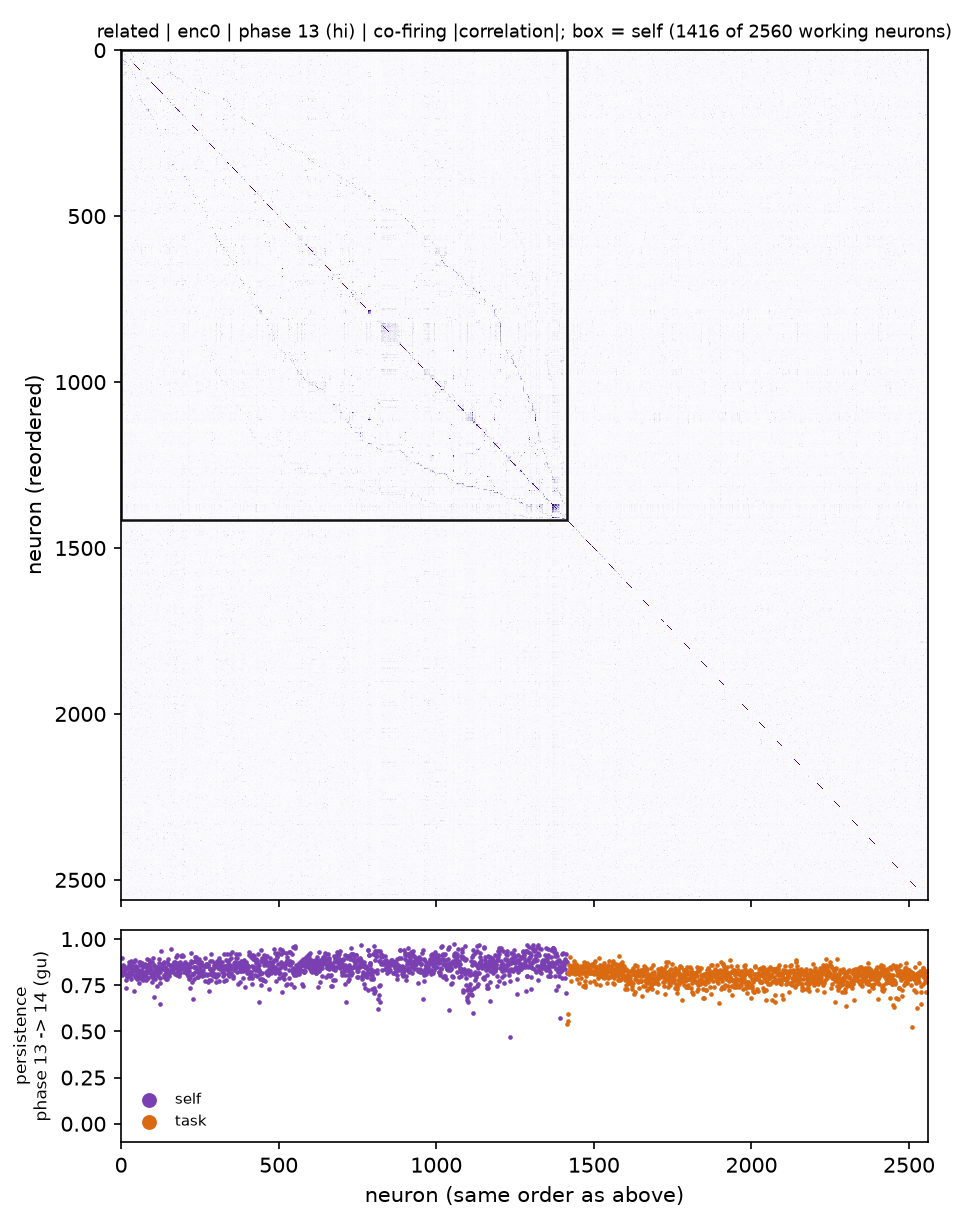 related | enc0 | phase 13 (hi) | co-firing |correlation|; box = self (1416 of 2560 working neurons)
0
500
1000
1500
2000
2500
neuron (reordered)
1.00
0.75
0.50
0.25
0.00
persistence
phase 13 -> 14 (gu)
self
task
0 500 1000 1500 2000 2500
neuron (same order as above)